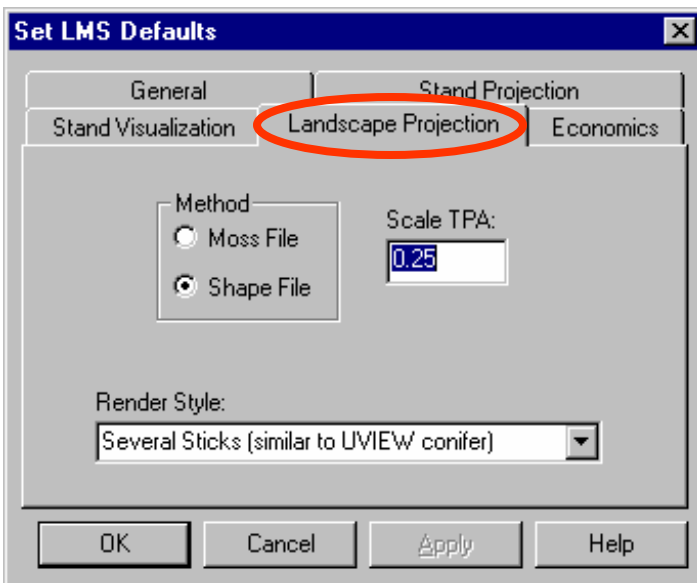 Set LMS Defaults
General
Stand Projection
Stand Visualization
Landscape Projection
Economics
Method
Moss File
Shape File
Scale TPA:
0.25
Render Style:
Several Sticks (similar to UVIEW conifer)
OK
Cancel
Apply
Help